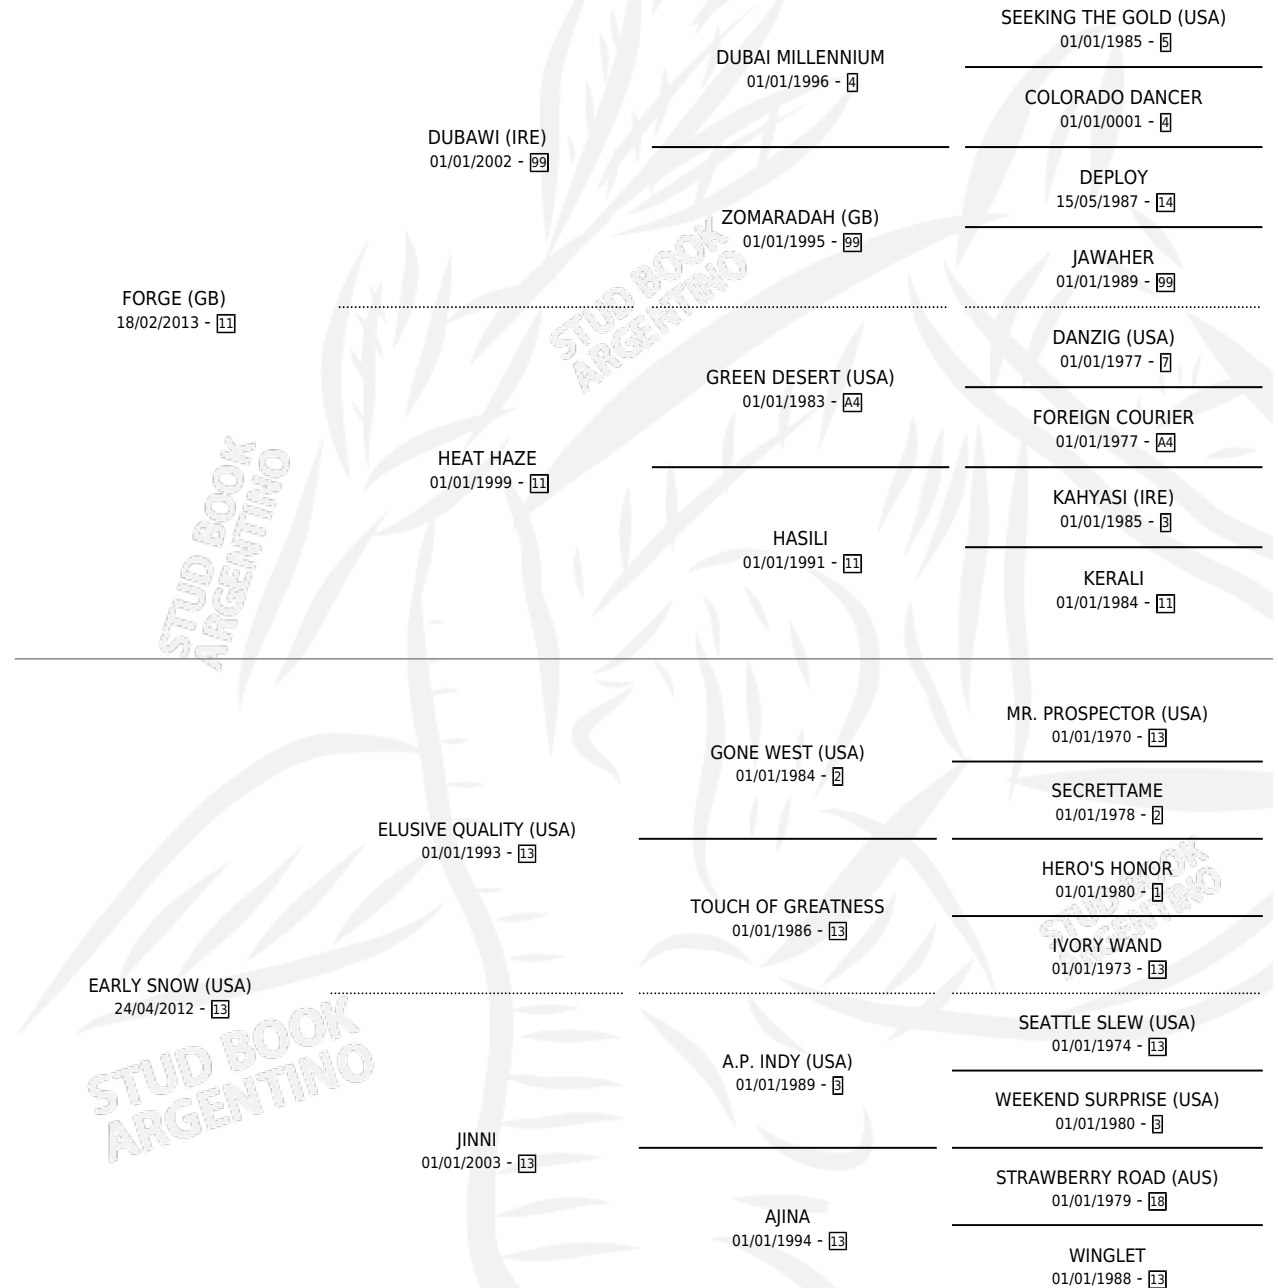 SEEKING THE GOLD (USA)
01/01/1985 - 5
DUBAI MILLENNIUM
01/01/1996 - 4
COLORADO DANCER
01/01/0001 - 4
DUBAWI (IRE)
01/01/2002 - 99
DEPLOY
15/05/1987 - 14
ZOMARADAH (GB)
01/01/1995 - 99
JAWAHER
01/01/1989 - 99
FORGE (GB)
18/02/2013 - 11
DANZIG (USA)
01/01/1977 - 7
GREEN DESERT (USA)
01/01/1983 - A4
FOREIGN COURIER
01/01/1977 - A4
HEAT HAZE
01/01/1999 - 11
KAHYASI (IRE)
01/01/1985 - 3
HASILI
01/01/1991 - 11
KERALI
01/01/1984 - 11
MR. PROSPECTOR (USA)
01/01/1970 - 13
GONE WEST (USA)
01/01/1984 - 2
SECRETTAME
01/01/1978 - 2
ELUSIVE QUALITY (USA)
01/01/1993 - 13
HERO'S HONOR
01/01/1980 - 1
TOUCH OF GREATNESS
01/01/1986 - 13
IVORY WAND
01/01/1973 - 13
EARLY SNOW (USA)
24/04/2012 - 13
SEATTLE SLEW (USA)
01/01/1974 - 13
A.P. INDY (USA)
01/01/1989 - 3
WEEKEND SURPRISE (USA)
01/01/1980 - 3
JINNI
01/01/2003 - 13
STRAWBERRY ROAD (AUS)
01/01/1979 - 18
AJINA
01/01/1994 - 13
WINGLET
01/01/1988 - 13
STUD BOOK
ARGENTINO
STUD BOOK
ARGENTINO
STUD BOOK
ARGENTINO
STUD BOOK
ARGENTINO